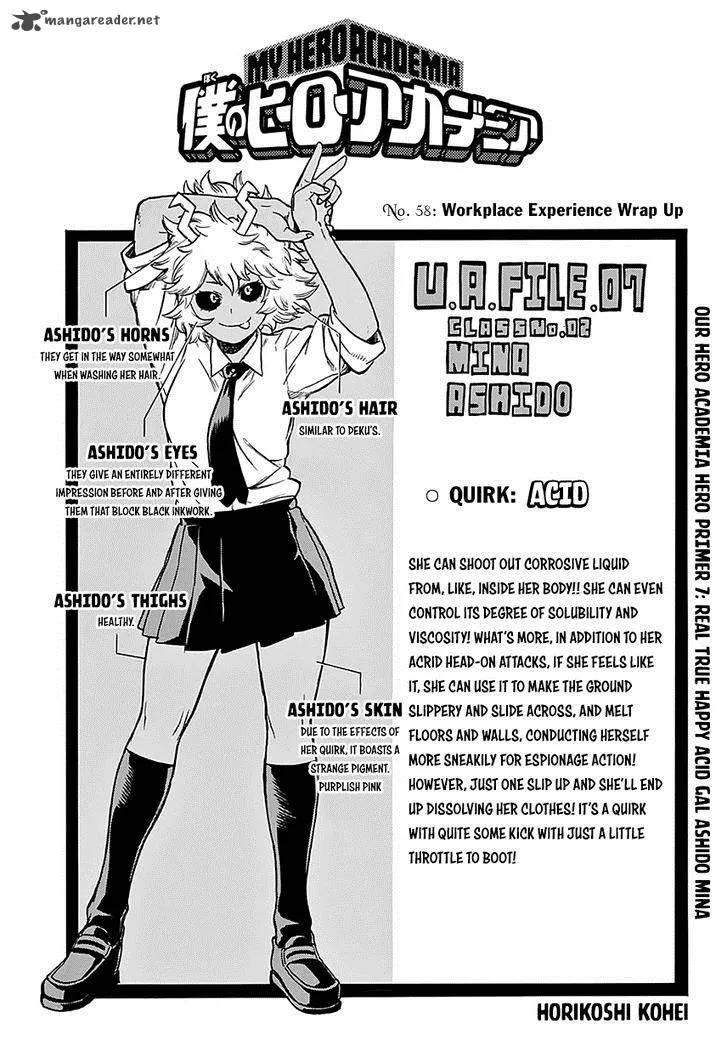 mangareader.net
MY HERO ACADEMIA
ぼく
僕のヒーローアカデミア
No. 58: Workplace Experience Wrap Up
U.A.FILE.07
CLASS No.02
MINA
ASHIDO
ASHIDO'S HORNS
THEY GET IN THE WAY SOMEWHAT
WHEN WASHING HER HAIR.
ASHIDO'S HAIR
SIMILAR TO DEKU'S.
ASHIDO'S EYES
THEY GIVE AN ENTIRELY DIFFERENT
IMPRESSION BEFORE AND AFTER GIVING
THEM THAT BLOCK BLACK INKWORK.
ASHIDO'S THIGHS
HEALTHY.
ASHIDO'S SKIN
DUE TO THE EFFECTS OF
HER QUIRK, IT BOASTS A
STRANGE PIGMENT.
PURPLISH PINK
QUIRK: ACID
SHE CAN SHOOT OUT CORROSIVE LIQUID
FROM, LIKE, INSIDE HER BODY!! SHE CAN EVEN
CONTROL ITS DEGREE OF SOLUBILITY AND
VISCOSITY! WHAT'S MORE, IN ADDITION TO HER
ACRID HEAD-ON ATTACKS, IF SHE FEELS LIKE
IT, SHE CAN USE IT TO MAKE THE GROUND
SLIPPERY AND SLIDE ACROSS, AND MELT
FLOORS AND WALLS, CONDUCTING HERSELF
MORE SNEAKILY FOR ESPIONAGE ACTION!
HOWEVER, JUST ONE SLIP UP AND SHE'LL END
UP DISSOLVING HER CLOTHES! IT'S A QUIRK
WITH QUITE SOME KICK WITH JUST A LITTLE
THROTTLE TO BOOT!
OUR HERO ACADEMIA HERO PRIMER 7: REAL TRUE HAPPY ACID GAL ASHIDO MINA
HORIKOSHI KOHEI